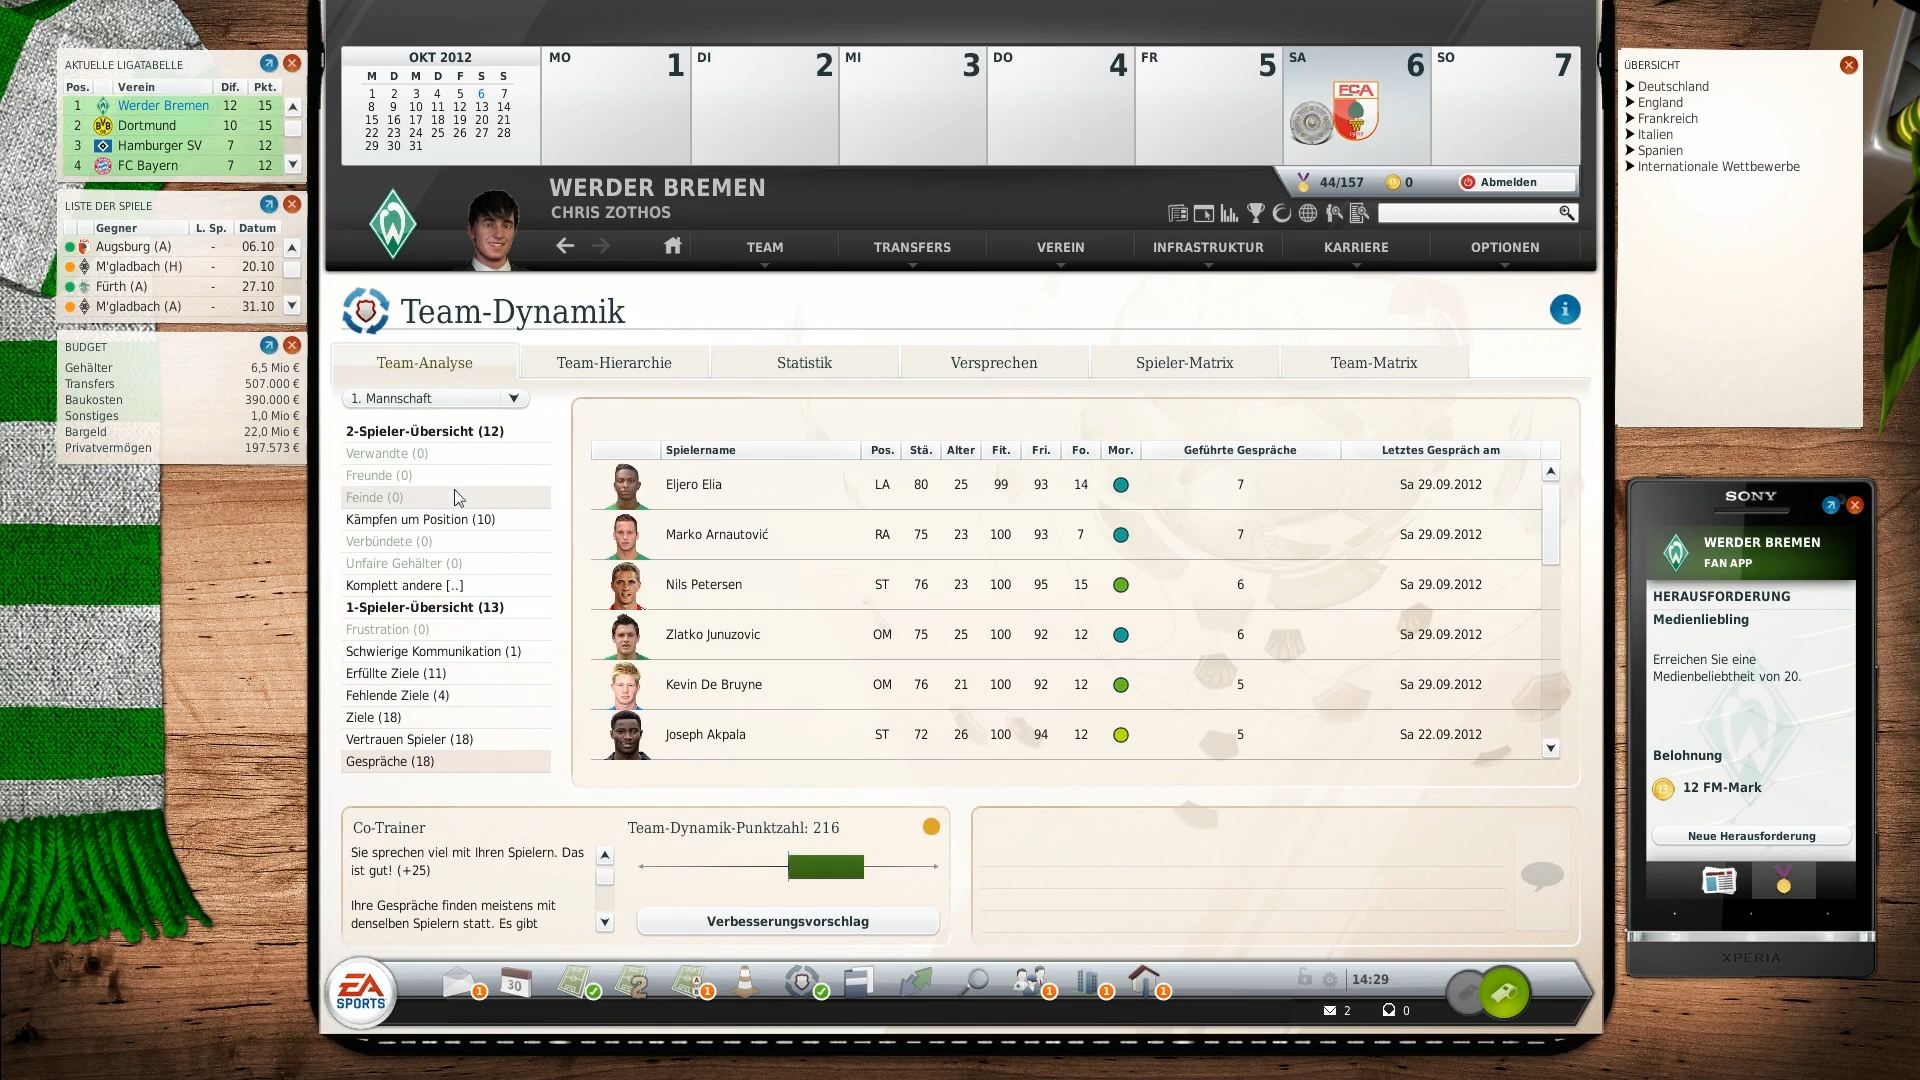 AKTUELLE LIGATABELLE
Pos. Verein Dif. Pkt.
1 Werder Bremen 12 15
2 Dortmund 10 15
3 Hamburger SV 7 12
4 FC Bayern 7 12
LISTE DER SPIELE
Gegner L. Sp. Datum
Augsburg (A) - 06.10
M'gladbach (H) - 20.10
Fürth (A) - 27.10
M'gladbach (A) - 31.10
BUDGET
Gehälter 6,5 Mio €
Transfers 507.000 €
Baukosten 390.000 €
Sonstiges 1,0 Mio €
Bargeld 22,0 Mio €
Privatvermögen 197.573 €
OKT 2012
M D M D F S S
1 2 3 4 5 6 7
8 9 10 11 12 13 14
15 16 17 18 19 20 21
22 23 24 25 26 27 28
29 30 31
MO 1 DI 2 MI 3 DO 4 FR 5 SA 6 SO 7
FCA
1907
WERDER BREMEN
CHRIS ZOTHOS
44/157 0 Abmelden
TEAM TRANSFERS VEREIN INFRASTRUKTUR KARRIERE OPTIONEN
Team-Dynamik
Team-Analyse Team-Hierarchie Statistik Versprechen Spieler-Matrix Team-Matrix
1. Mannschaft
2-Spieler-Übersicht (12)
Verwandte (0)
Freunde (0)
Feinde (0)
Kämpfen um Position (10)
Verbündete (0)
Unfaire Gehälter (0)
Komplett andere [..]
1-Spieler-Übersicht (13)
Frustration (0)
Schwierige Kommunikation (1)
Erfüllte Ziele (11)
Fehlende Ziele (4)
Ziele (18)
Vertrauen Spieler (18)
Gespräche (18)
Spielername Pos. Stä. Alter Fit. Fri. Fo. Mor. Geführte Gespräche Letztes Gespräch am
Eljero Elia LA 80 25 99 93 14 7 Sa 29.09.2012
Marko Arnautović RA 75 23 100 93 7 7 Sa 29.09.2012
Nils Petersen ST 76 23 100 95 15 6 Sa 29.09.2012
Zlatko Junuzovic OM 75 25 100 92 12 6 Sa 29.09.2012
Kevin De Bruyne OM 76 21 100 92 12 5 Sa 29.09.2012
Joseph Akpala ST 72 26 100 94 12 5 Sa 22.09.2012
Co-Trainer
Sie sprechen viel mit Ihren Spielern. Das
ist gut! (+25)
Ihre Gespräche finden meistens mit
denselben Spielern statt. Es gibt
Team-Dynamik-Punktzahl: 216
Verbesserungsvorschlag
EA
SPORTS
1 30 2 1 1 1 1
14:29
2 0
ÜBERSICHT
Deutschland
England
Frankreich
Italien
Spanien
Internationale Wettbewerbe
SONY
WERDER BREMEN
FAN APP
HERAUSFORDERUNG
Medienliebling
Erreichen Sie eine
Medienbeliebtheit von 20.
Belohnung
13 12 FM-Mark
Neue Herausforderung
XPERIA